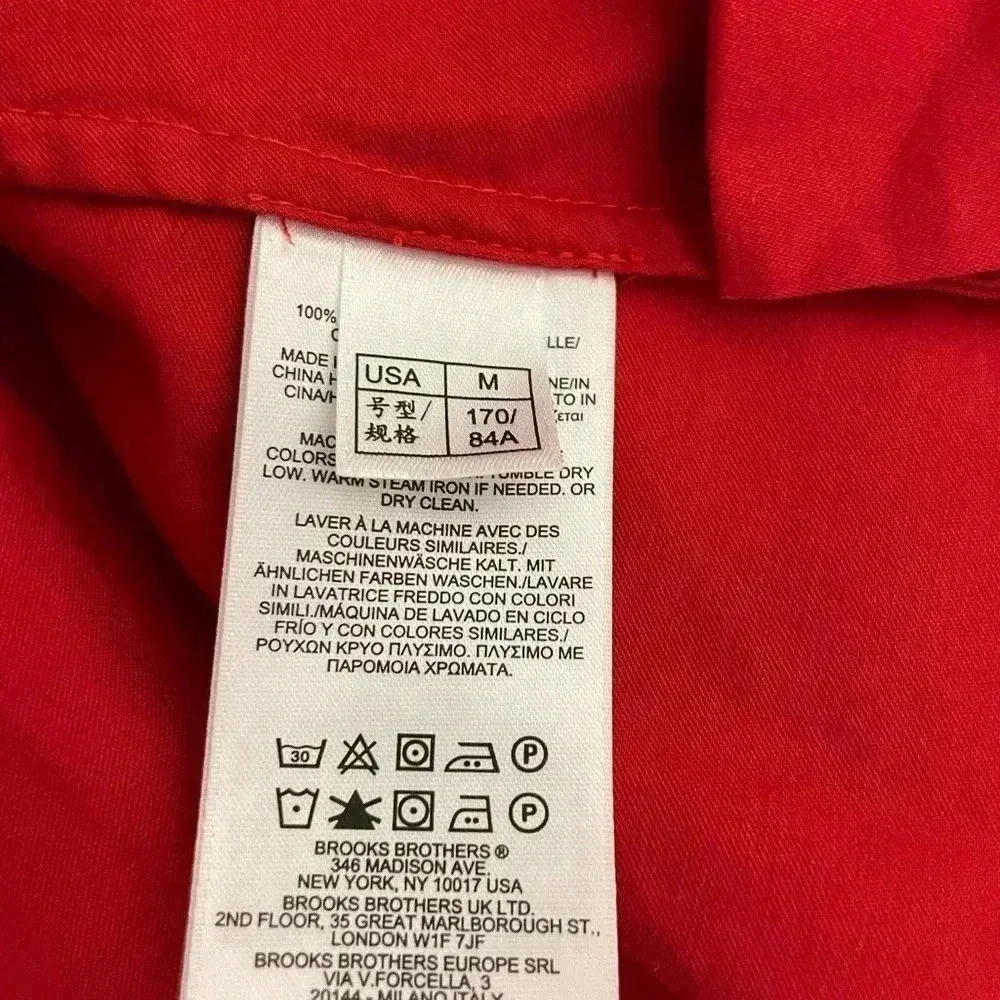 100%
LLE/
MADE
CHINA
NE/IN
CINA/
TO IN
ζεται
USA M
号型/ 170/
规格 84A
MAC
COLORS TUMBLE DRY
LOW. WARM STEAM IRON IF NEEDED. OR
DRY CLEAN.
LAVER À LA MACHINE AVEC DES
COULEURS SIMILAIRES./
MASCHINENWÄSCHE KALT. MIT
ÄHNLICHEN FARBEN WASCHEN./LAVARE
IN LAVATRICE FREDDO CON COLORI
SIMILI./MÁQUINA DE LAVADO EN CICLO
FRÍO Y CON COLORES SIMILARES./
ΡΟΥΧΩΝ ΚΡΥΟ ΠΛΥΣΙΜΟ. ΠΛΥΣΙΜΟ ΜΕ
ΠΑΡΟΜΟΙΑ ΧΡΩΜΑΤΑ.
30 P
P
BROOKS BROTHERS ®
346 MADISON AVE.
NEW YORK, NY 10017 USA
BROOKS BROTHERS UK LTD.
2ND FLOOR, 35 GREAT MARLBOROUGH ST.,
LONDON W1F 7JF
BROOKS BROTHERS EUROPE SRL
VIA V.FORCELLA, 3
20144 - MILANO ITALY